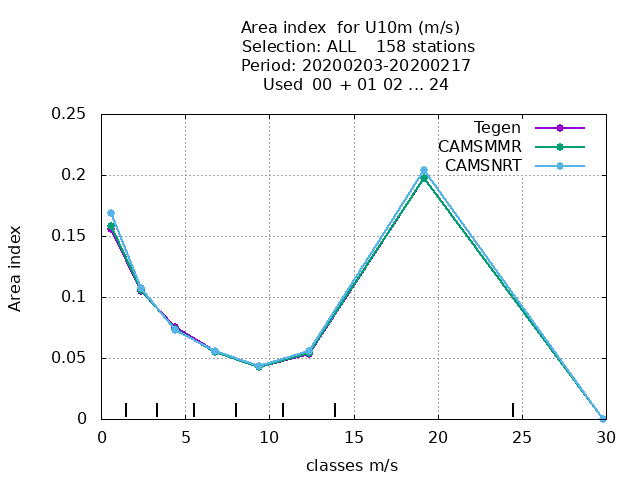 Area index  for U10m (m/s)
Selection: ALL    158 stations
Period: 20200203-20200217
Used  00  + 01 02 ... 24
0.25
0.2
0.15
0.1
0.05
0
Area index
Tegen
CAMSMMR
CAMSNRT
0 5 10 15 20 25 30
classes m/s